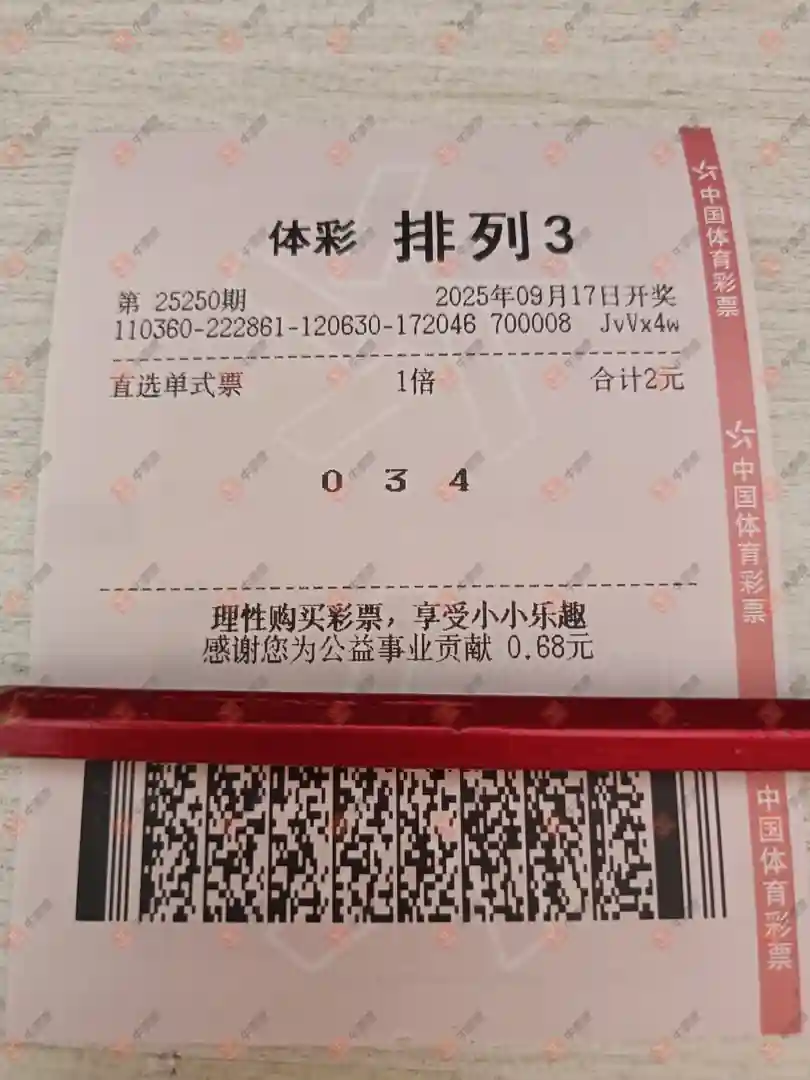 体彩 排列3
第 25250期 2025年09月17日开奖
110360-222861-120630-172046 700008 JvVx4w
直选单式票 1倍 合计2元
0 3 4
理性购买彩票，享受小小乐趣
感谢您为公益事业贡献 0.68元
中国体育彩票
中国体育彩票
中国体育彩票